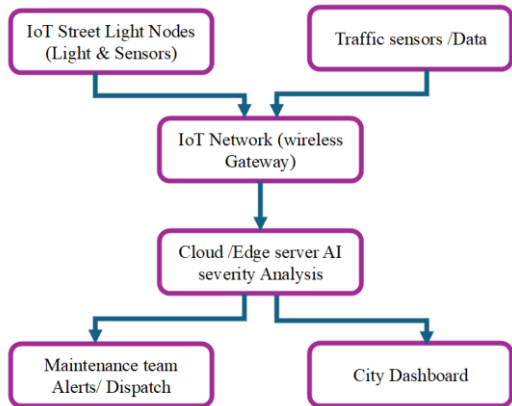 IoT Street Light Nodes
(Light & Sensors)
Traffic sensors /Data
IoT Network (wireless
Gateway)
Cloud /Edge server AI
severity Analysis
Maintenance team
Alerts/ Dispatch
City Dashboard